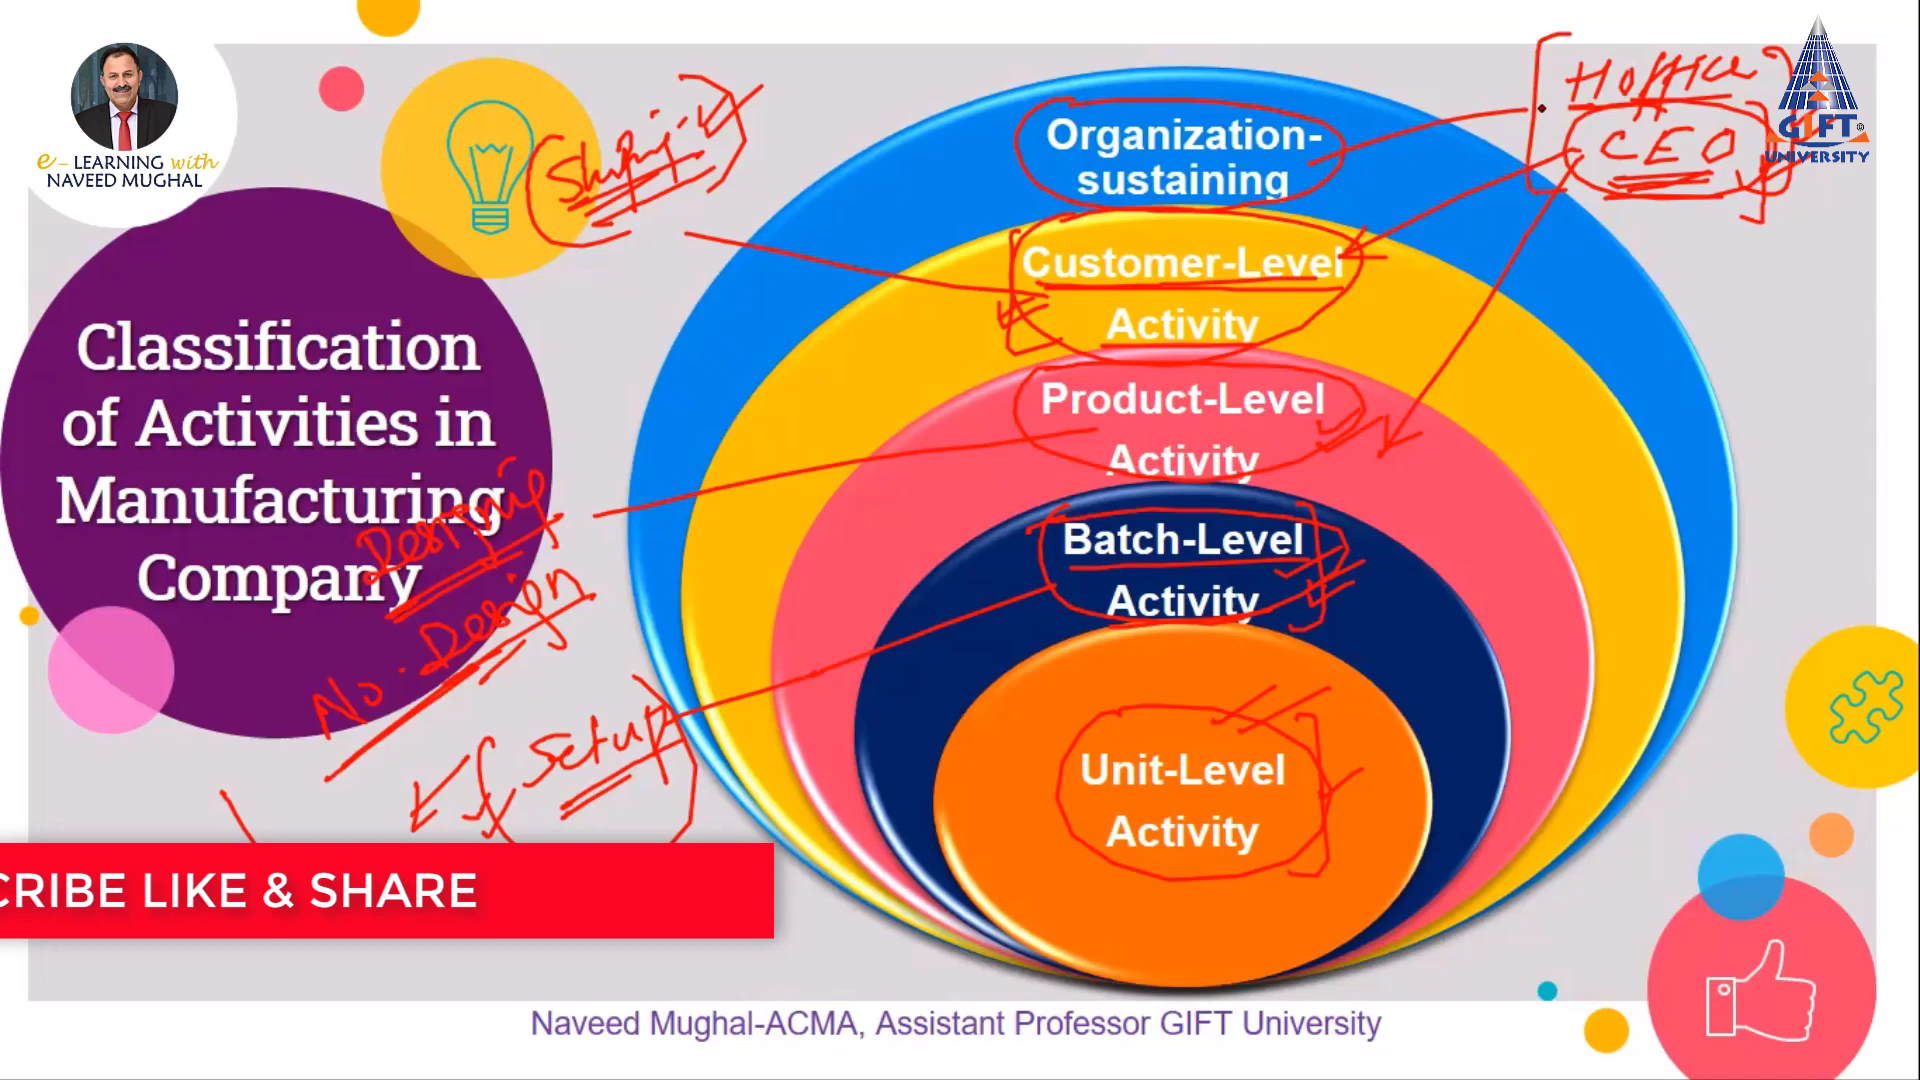 e- LEARNING with
NAVEED MUGHAL
Classification
of Activities in
Manufacturing
Company
Organization-
sustaining
Customer-Level
Activity
Product-Level
Activity
Batch-Level
Activity
Unit-Level
Activity
H office
CEO
GIFT
UNIVERSITY
No. Design
Setup
CRIBE LIKE & SHARE
Naveed Mughal-ACMA, Assistant Professor GIFT University